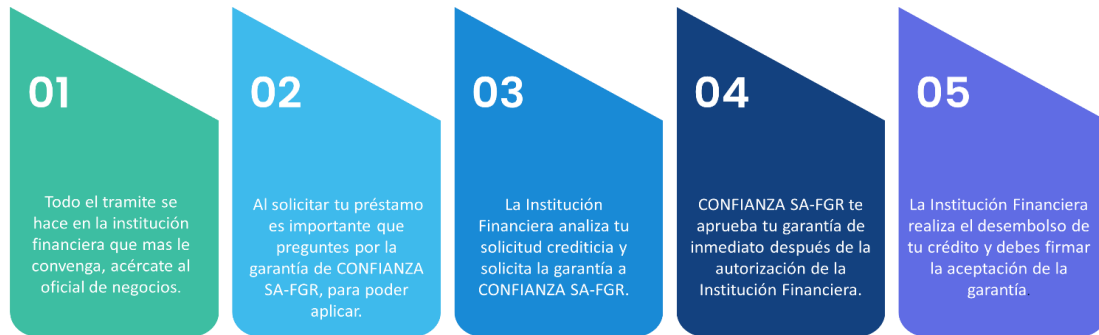 01
Todo el tramite se
hace en la institución
financiera que mas le
convenga, acércate al
oficial de negocios.
02
Al solicitar tu préstamo
es importante que
preguntes por la
garantía de CONFIANZA
SA-FGR, para poder
aplicar.
03
La Institución
Financiera analiza tu
solicitud crediticia y
solicita la garantía a
CONFIANZA SA-FGR.
04
CONFIANZA SA-FGR te
aprueba tu garantía de
inmediato después de la
autorización de la
Institución Financiera.
05
La Institución Financiera
realiza el desembolso de
tu crédito y debes firmar
la aceptación de la
garantía.